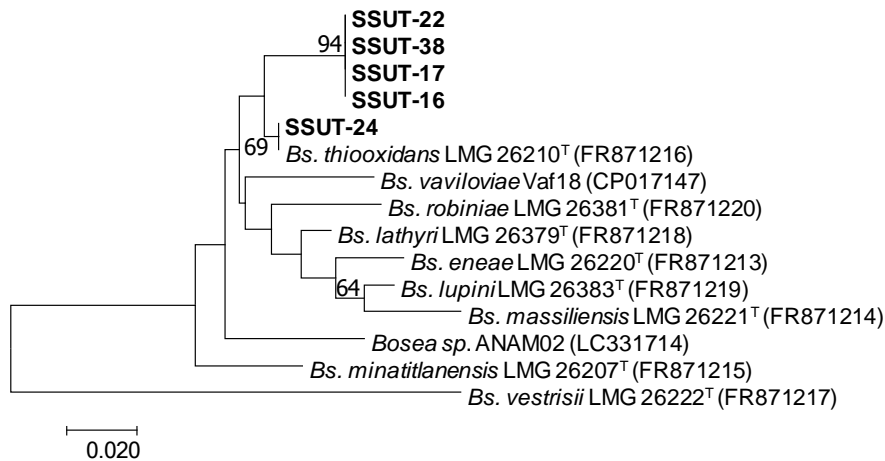 SSUT-22
94 SSUT-38
SSUT-17
SSUT-16
SSUT-24
69 Bs. thiooxidans LMG 26210ᵀ (FR871216)
Bs. vaviloviae Vaf18 (CP017147)
Bs. robiniae LMG 26381ᵀ (FR871220)
Bs. lathyri LMG 26379ᵀ (FR871218)
Bs. eneae LMG 26220ᵀ (FR871213)
64 Bs. lupini LMG 26383ᵀ (FR871219)
Bs. massiliensis LMG 26221ᵀ (FR871214)
Bosea sp. ANAM02 (LC331714)
Bs. minatitlanensis LMG 26207ᵀ (FR871215)
Bs. vestrisii LMG 26222ᵀ (FR871217)
0.020